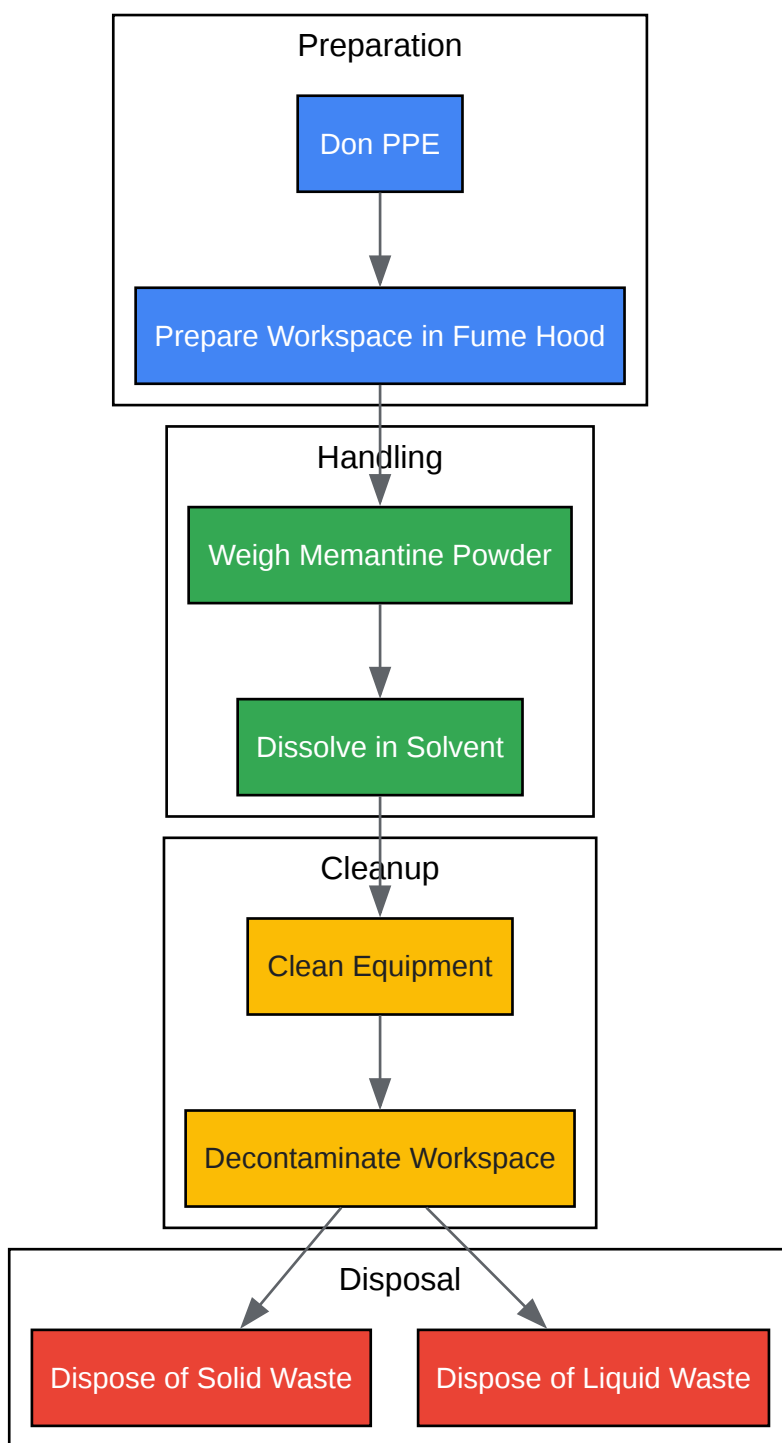 Preparation
Don PPE
Prepare Workspace in Fume Hood
Handling
Weigh Memantine Powder
Dissolve in Solvent
Cleanup
Clean Equipment
Decontaminate Workspace
Disposal
Dispose of Solid Waste
Dispose of Liquid Waste